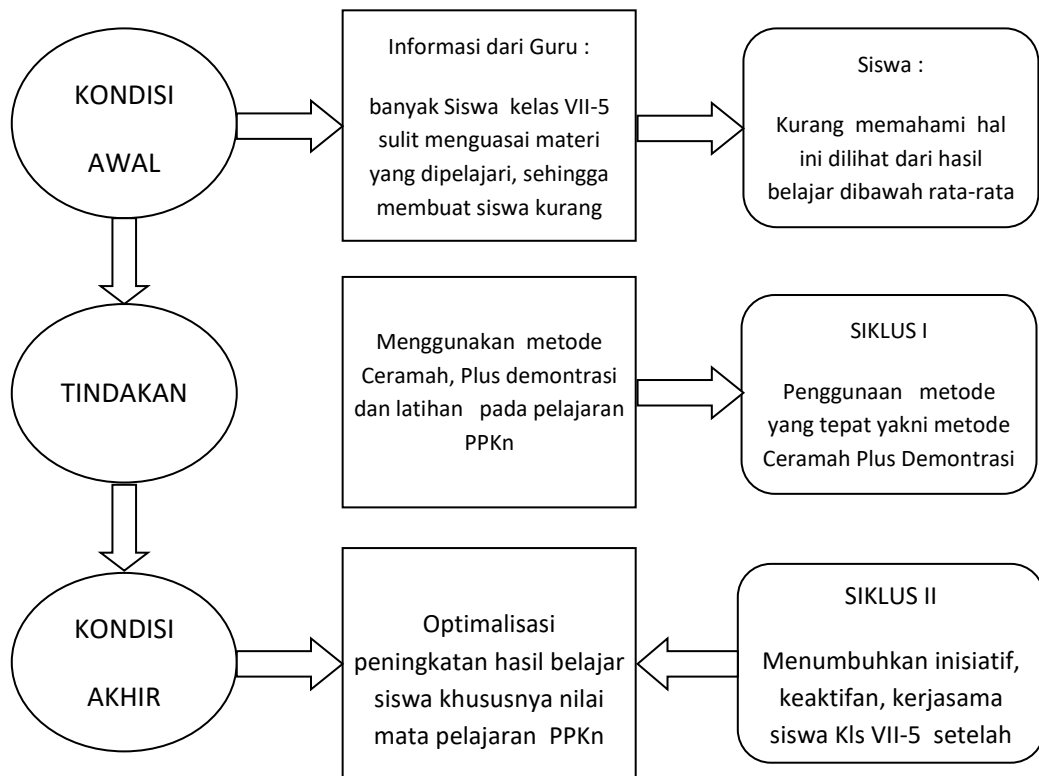 KONDISI
AWAL
Informasi dari Guru :
banyak Siswa kelas VII-5
sulit menguasai materi
yang dipelajari, sehingga
membuat siswa kurang
Siswa :
Kurang memahami hal
ini dilihat dari hasil
belajar dibawah rata-rata
TINDAKAN
Menggunakan metode
Ceramah, Plus demontrasi
dan latihan pada pelajaran
PPKn
SIKLUS I
Penggunaan metode
yang tepat yakni metode
Ceramah Plus Demontrasi
KONDISI
AKHIR
Optimalisasi
peningkatan hasil belajar
siswa khususnya nilai
mata pelajaran PPKn
SIKLUS II
Menumbuhkan inisiatif,
keaktifan, kerjasama
siswa Kls VII-5 setelah